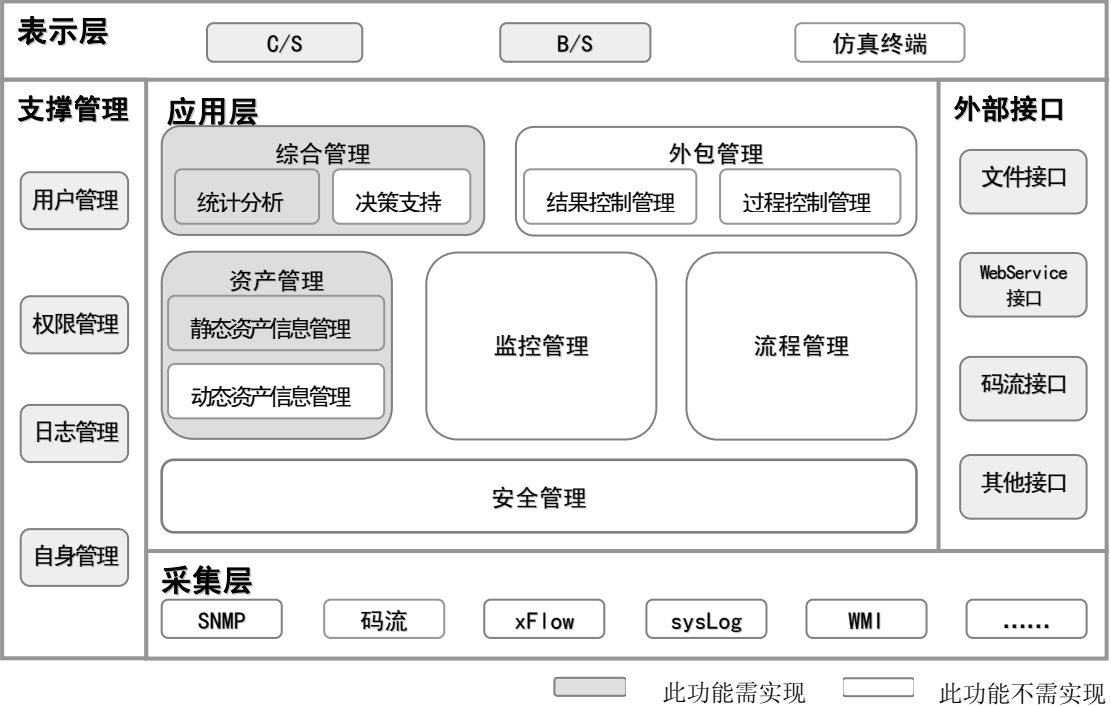 表示层
C/S
B/S
仿真终端
支撑管理
用户管理
权限管理
日志管理
自身管理
应用层
综合管理
统计分析
决策支持
外包管理
结果控制管理
过程控制管理
资产管理
静态资产信息管理
动态资产信息管理
监控管理
流程管理
安全管理
外部接口
文件接口
WebService
接口
码流接口
其他接口
采集层
SNMP
码流
xFlow
sysLog
WMI
......
此功能需实现
此功能不需实现